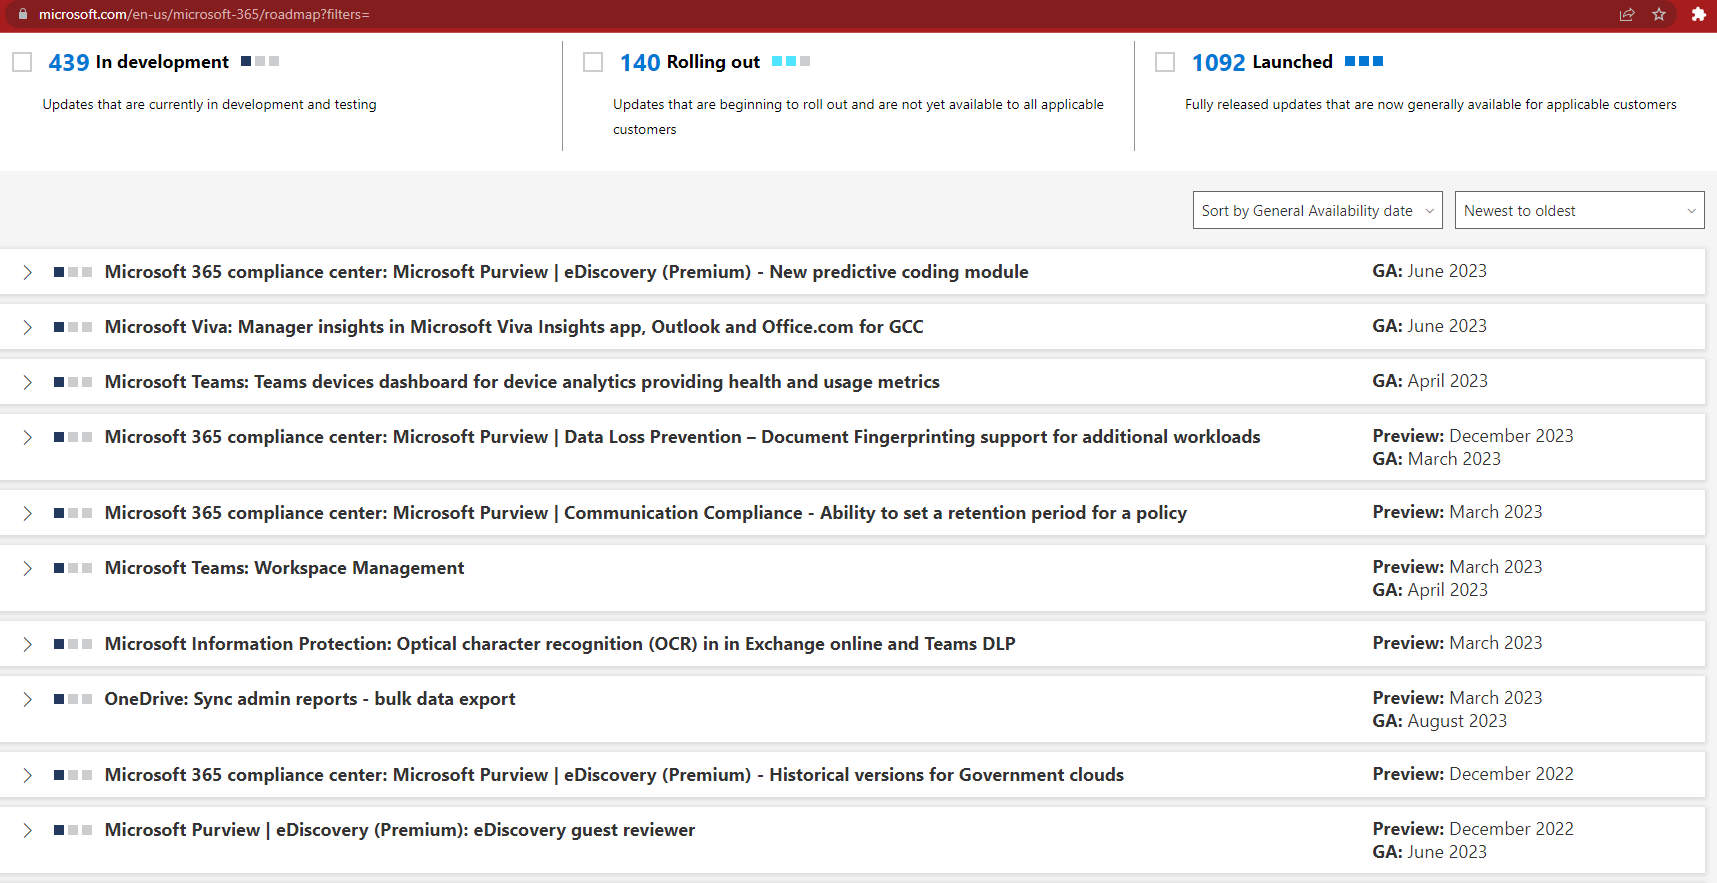 microsoft.com/en-us/microsoft-365/roadmap?filters=
439 In development
Updates that are currently in development and testing
140 Rolling out
Updates that are beginning to roll out and are not yet available to all applicable
customers
1092 Launched
Fully released updates that are now generally available for applicable customers
Sort by General Availability date
Newest to oldest
Microsoft 365 compliance center: Microsoft Purview | eDiscovery (Premium) - New predictive coding module
GA: June 2023
Microsoft Viva: Manager insights in Microsoft Viva Insights app, Outlook and Office.com for GCC
GA: June 2023
Microsoft Teams: Teams devices dashboard for device analytics providing health and usage metrics
GA: April 2023
Microsoft 365 compliance center: Microsoft Purview | Data Loss Prevention – Document Fingerprinting support for additional workloads
Preview: December 2023
GA: March 2023
Microsoft 365 compliance center: Microsoft Purview | Communication Compliance - Ability to set a retention period for a policy
Preview: March 2023
Microsoft Teams: Workspace Management
Preview: March 2023
GA: April 2023
Microsoft Information Protection: Optical character recognition (OCR) in in Exchange online and Teams DLP
Preview: March 2023
OneDrive: Sync admin reports - bulk data export
Preview: March 2023
GA: August 2023
Microsoft 365 compliance center: Microsoft Purview | eDiscovery (Premium) - Historical versions for Government clouds
Preview: December 2022
Microsoft Purview | eDiscovery (Premium): eDiscovery guest reviewer
Preview: December 2022
GA: June 2023